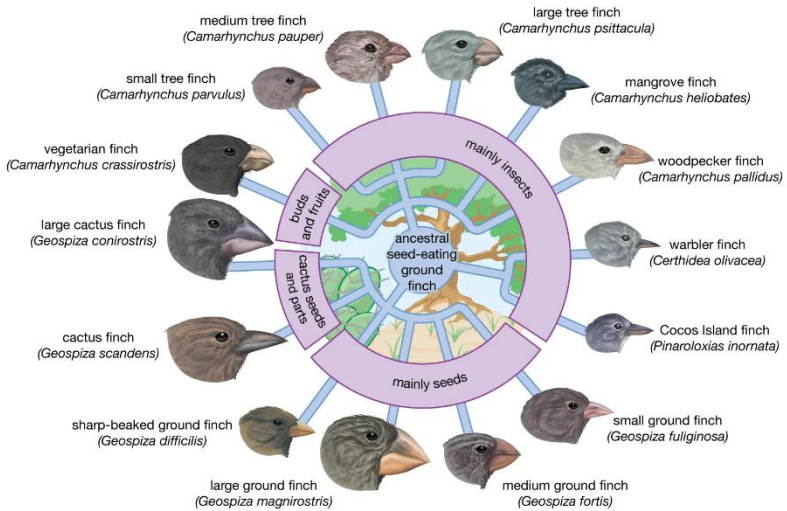 medium tree finch
(Camarhynchus pauper)
large tree finch
(Camarhynchus psittacula)
small tree finch
(Camarhynchus parvulus)
mangrove finch
(Camarhynchus heliobates)
vegetarian finch
(Camarhynchus crassirostris)
woodpecker finch
(Camarhynchus pallidus)
large cactus finch
(Geospiza conirostris)
warbler finch
(Certhidea olivacea)
cactus finch
(Geospiza scandens)
Cocos Island finch
(Pinaroloxias inornata)
sharp-beaked ground finch
(Geospiza difficilis)
small ground finch
(Geospiza fuliginosa)
large ground finch
(Geospiza magnirostris)
medium ground finch
(Geospiza fortis)
mainly insects
buds
and fruits
cactus seeds
and parts
mainly seeds
ancestral
seed-eating
ground
finch